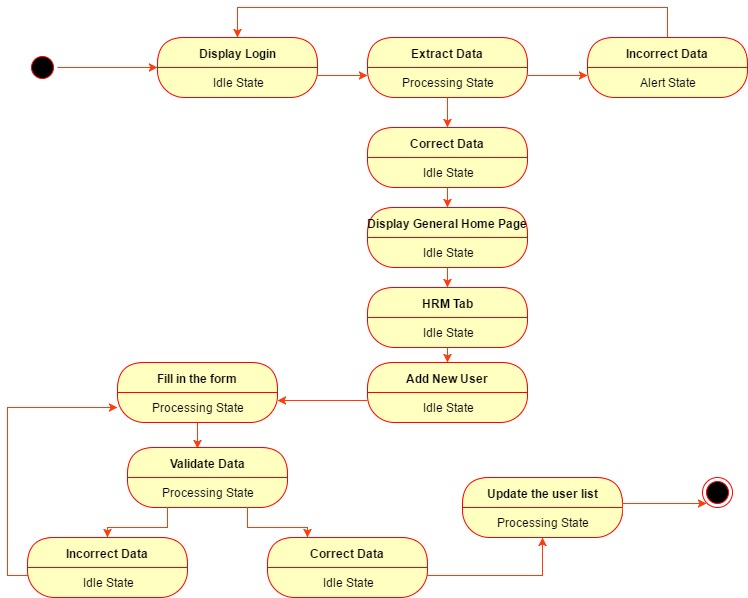 Display Login
Idle State
Extract Data
Processing State
Incorrect Data
Alert State
Correct Data
Idle State
Display General Home Page
Idle State
HRM Tab
Idle State
Fill in the form
Processing State
Add New User
Idle State
Validate Data
Processing State
Update the user list
Processing State
Incorrect Data
Idle State
Correct Data
Idle State